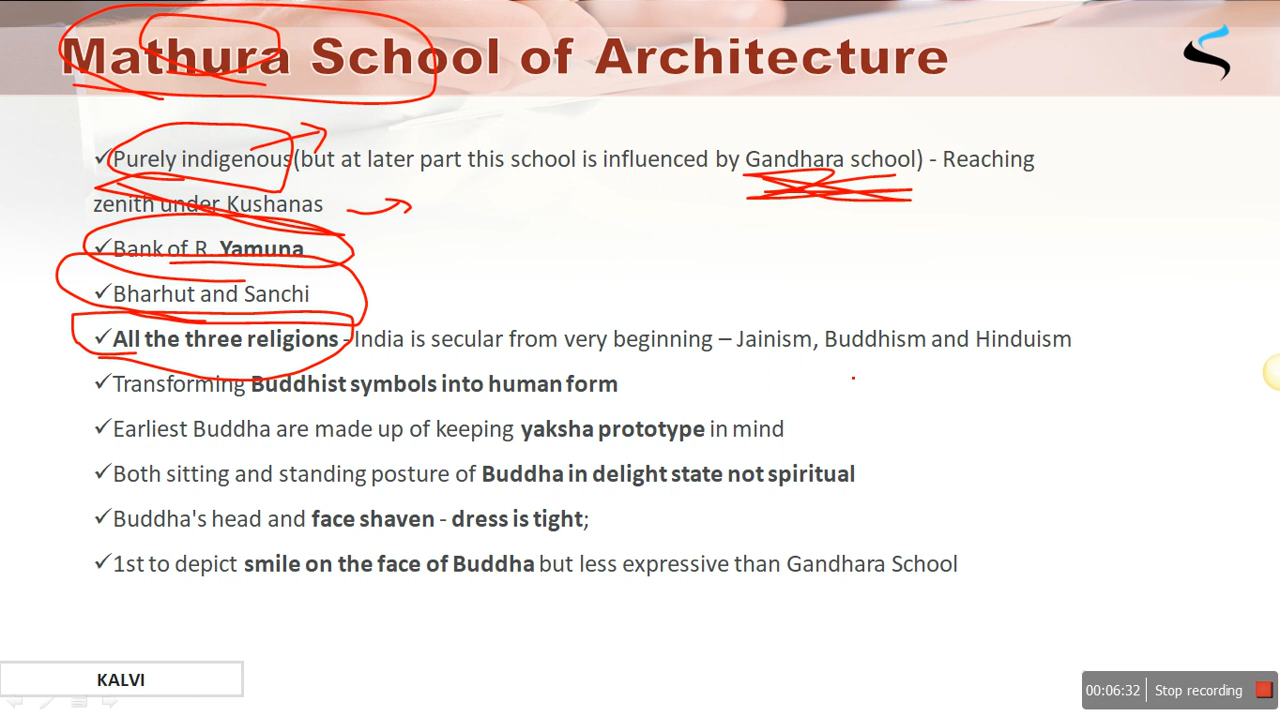 Mathura School of Architecture
✓Purely indigenous(but at later part this school is influenced by Gandhara school) - Reaching
zenith under Kushanas
✓Bank of R. Yamuna
✓Bharhut and Sanchi
✓All the three religions - India is secular from very beginning – Jainism, Buddhism and Hinduism
✓Transforming Buddhist symbols into human form
✓Earliest Buddha are made up of keeping yaksha prototype in mind
✓Both sitting and standing posture of Buddha in delight state not spiritual
✓Buddha's head and face shaven - dress is tight;
✓1st to depict smile on the face of Buddha but less expressive than Gandhara School
KALVI
00:06:32 Stop recording